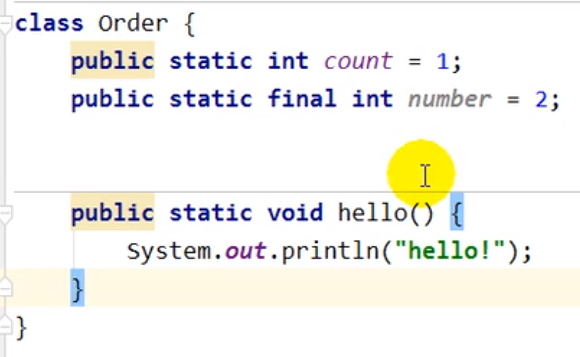 class Order {
public static int count = 1;
public static final int number = 2;
public static void hello() {
System.out.println("hello!");
}
}